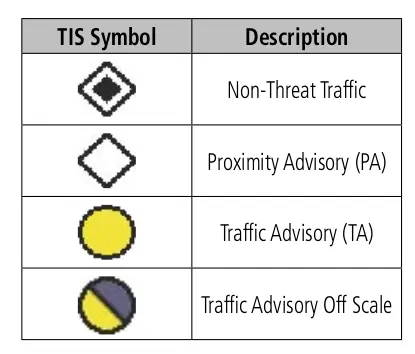 TIS Symbol Description
Non-Threat Traffic
Proximity Advisory (PA)
Traffic Advisory (TA)
Traffic Advisory Off Scale